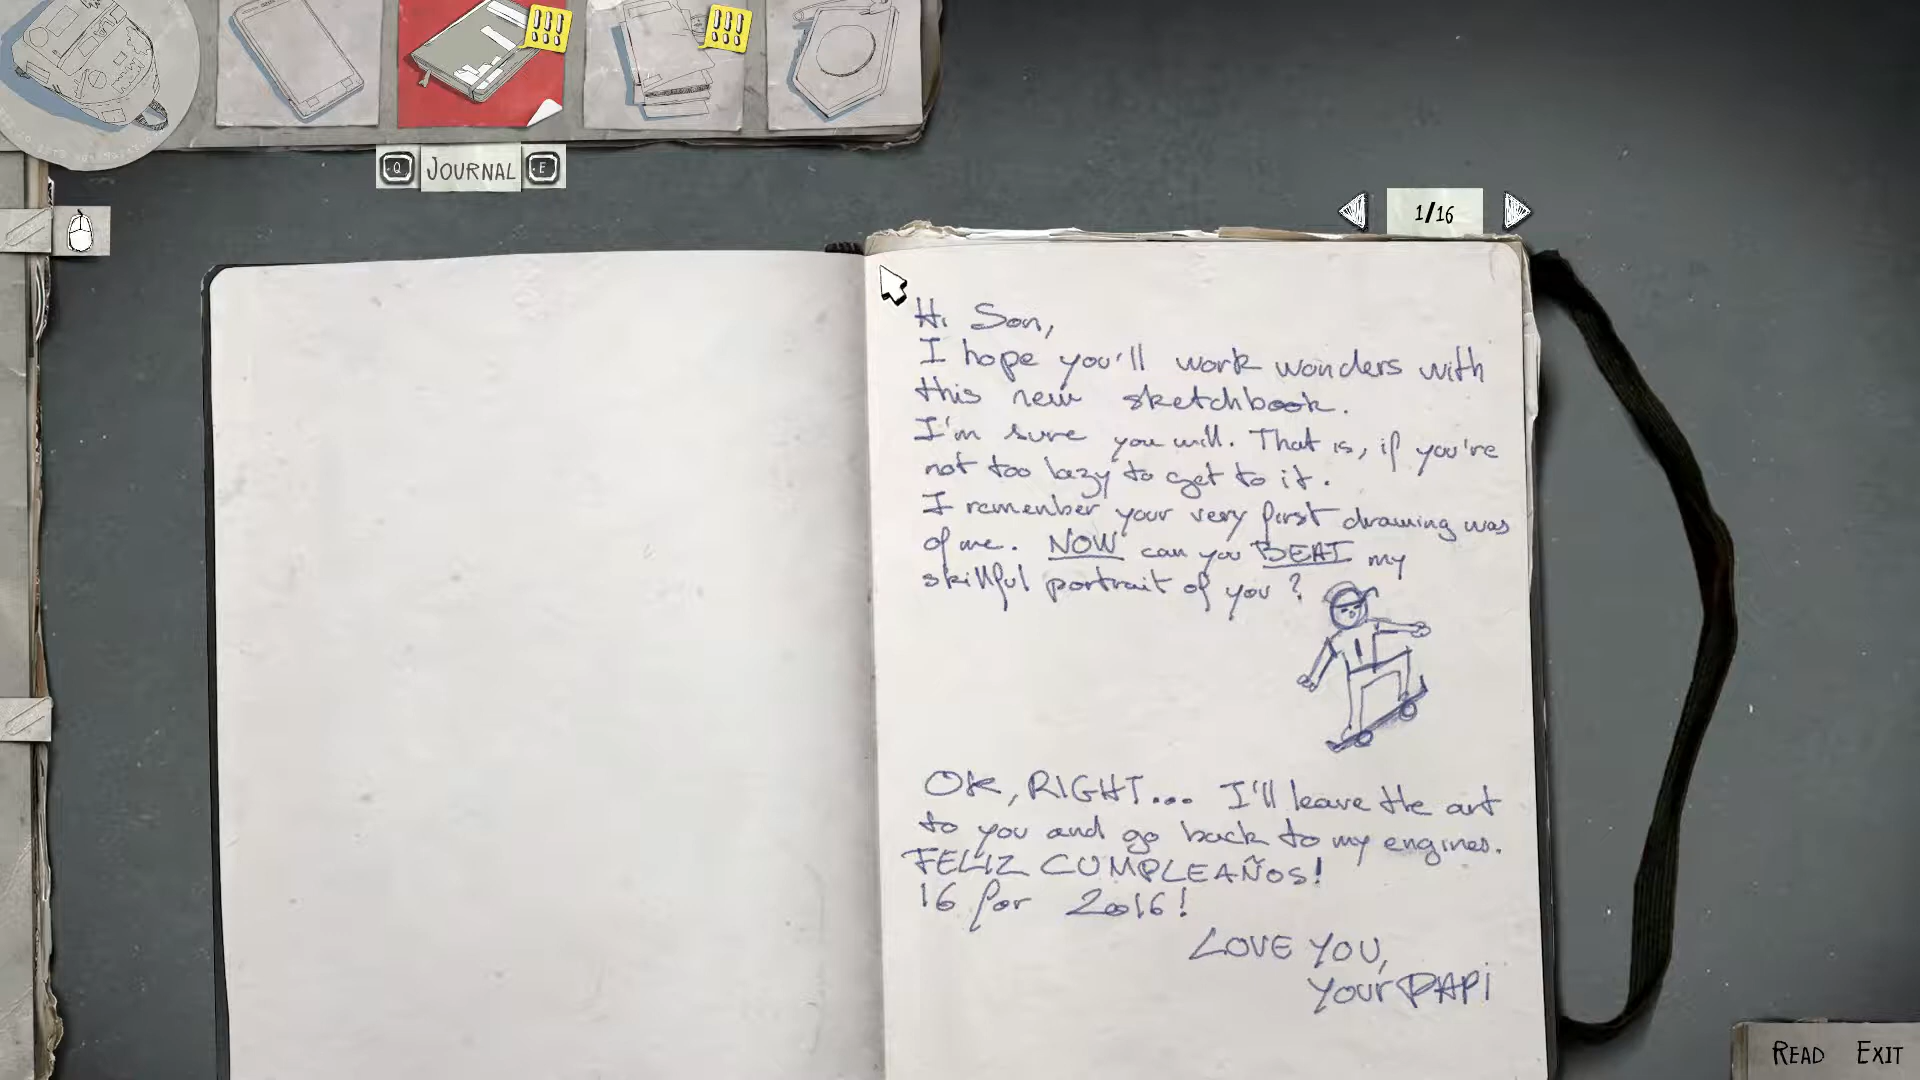 Q JOURNAL E
1/16
Hi Son,
I hope you'll work wonders with
this new sketchbook.
I'm sure you will. That is, if you're
not too lazy to get to it.
I remenber your very first drawing was
of me. NOW can you BEAT my
skillful portrait of you?
OK, RIGHT... I'll leave the art
to you and go back to my engines.
FELIZ CUMPLEAÑOS!
16 for 2016!
LOVE YOU,
Your PAPI
READ EXIT